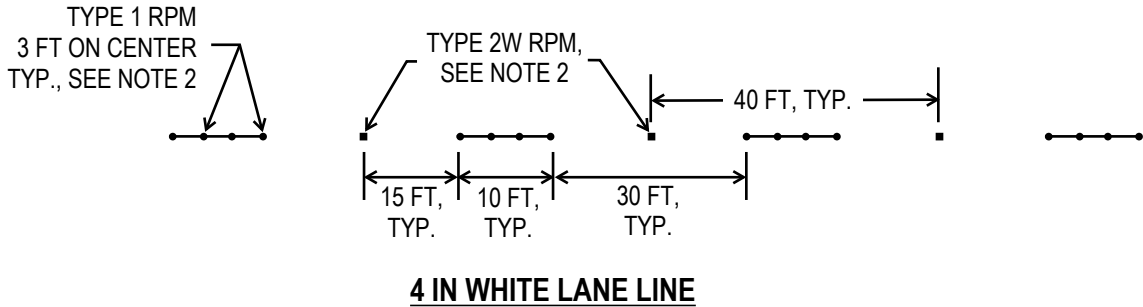 TYPE 1 RPM
3 FT ON CENTER
TYP., SEE NOTE 2
TYPE 2W RPM,
SEE NOTE 2
40 FT, TYP.
15 FT,
TYP.
10 FT,
TYP.
30 FT,
TYP.
4 IN WHITE LANE LINE